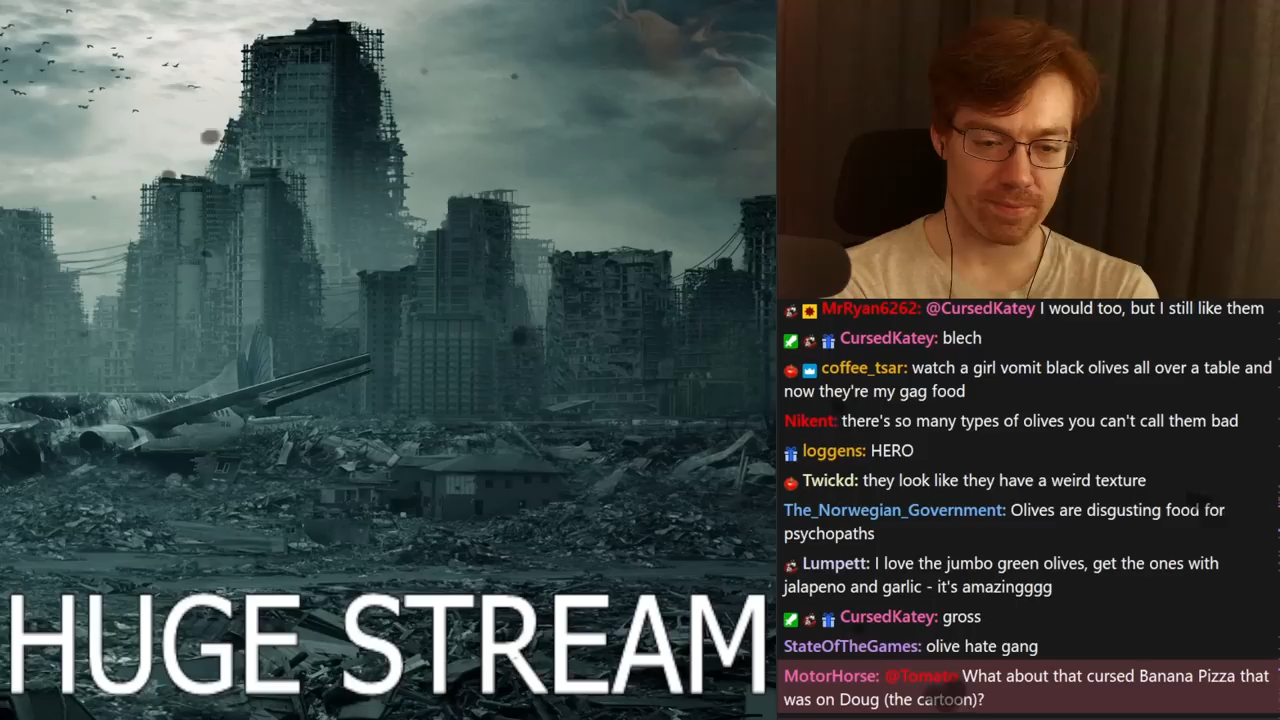 MrRyan6262: @CursedKatey I would too, but I still like them
CursedKatey: blech
coffee_tsar: watch a girl vomit black olives all over a table and
now they're my gag food
Nikent: there's so many types of olives you can't call them bad
loggens: HERO
Twickd: they look like they have a weird texture
The_Norwegian_Government: Olives are disgusting food for
psychopaths
Lumpett: I love the jumbo green olives, get the ones with
jalapeno and garlic - it's amazingggg
CursedKatey: gross
StateOfTheGames: olive hate gang
MotorHorse: @Tomato What about that cursed Banana Pizza that
was on Doug (the cartoon)?
HUGE STREAM